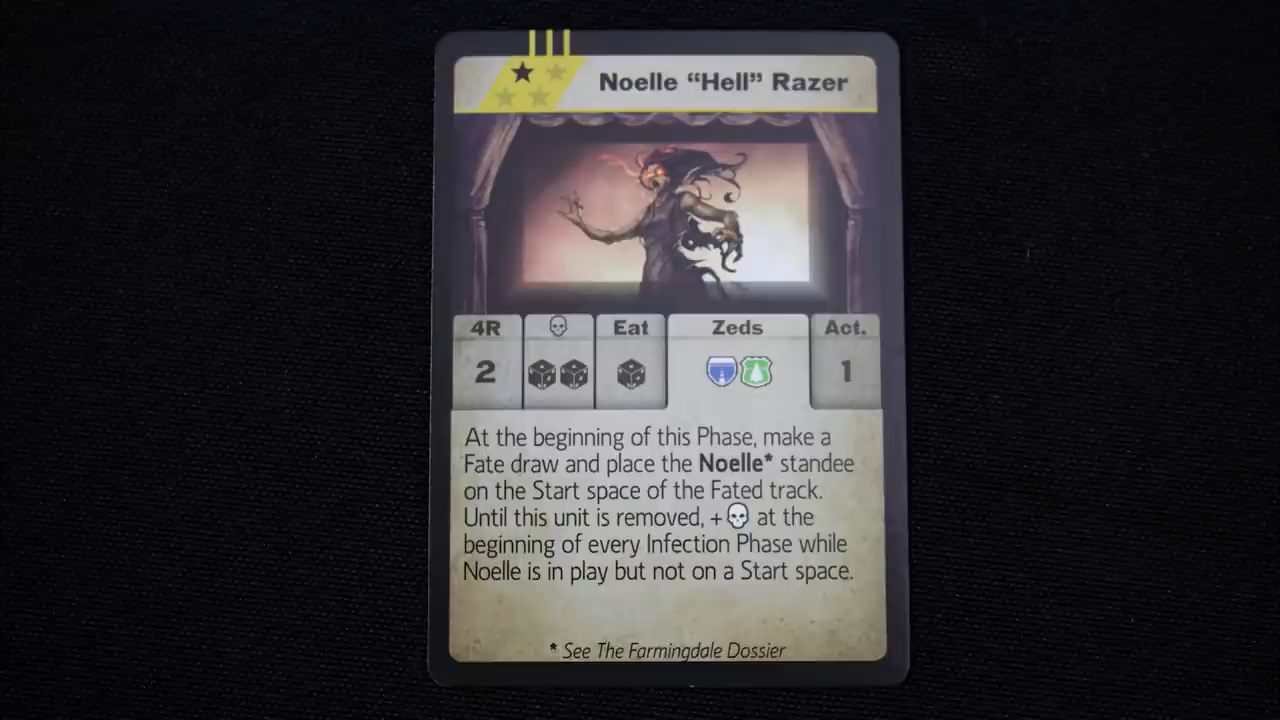 Noelle “Hell” Razer
4R Eat Zeds Act.
2 1
At the beginning of this Phase, make a
Fate draw and place the Noelle* standee
on the Start space of the Fated track.
Until this unit is removed, + at the
beginning of every Infection Phase while
Noelle is in play but not on a Start space.
* See The Farmingdale Dossier